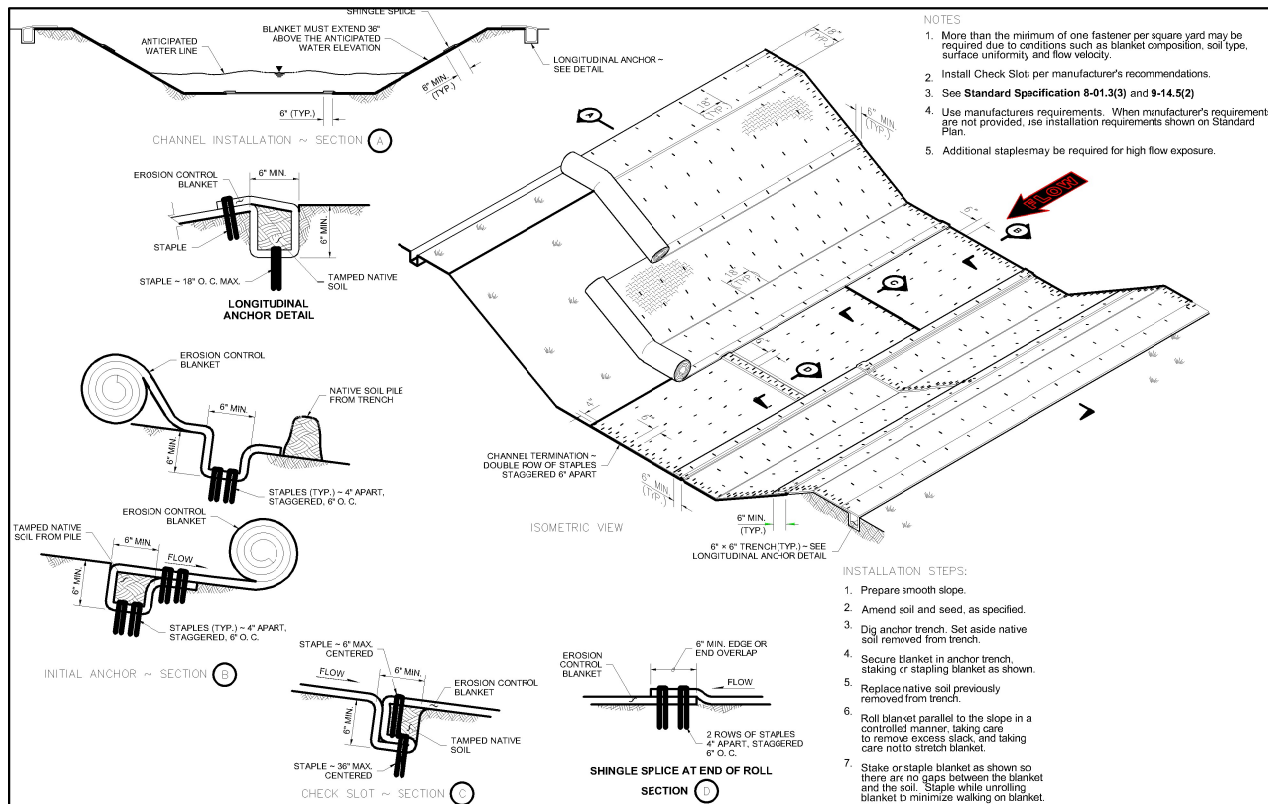 SHINGLE SPLICE
BLANKET MUST EXTEND 36"
ABOVE THE ANTICIPATED
WATER ELEVATION
ANTICIPATED
WATER LINE
LONGITUDINAL ANCHOR ~
SEE DETAIL
8" MIN.
(TYP.)
6" (TYP.)
CHANNEL INSTALLATION ~ SECTION A
EROSION CONTROL
BLANKET
6" MIN.
6" MIN.
STAPLE
STAPLE ~ 18" O. C. MAX.
TAMPED NATIVE
SOIL
LONGITUDINAL
ANCHOR DETAIL
EROSION CONTROL
BLANKET
NATIVE SOIL PILE
FROM TRENCH
6" MIN.
6" MIN.
STAPLES (TYP.) ~ 4" APART,
STAGGERED, 6" O. C.
EROSION CONTROL
BLANKET
TAMPED NATIVE
SOIL FROM PILE
6" MIN.
FLOW
6" MIN.
STAPLES (TYP.) ~ 4" APART,
STAGGERED, 6" O. C.
INITIAL ANCHOR ~ SECTION B
STAPLE ~ 6" MAX.
CENTERED
FLOW
6" MIN.
EROSION CONTROL
BLANKET
6" MIN.
TAMPED NATIVE
SOIL
STAPLE ~ 36" MAX.
CENTERED
CHECK SLOT ~ SECTION C
6" MIN. EDGE OR
END OVERLAP
EROSION
CONTROL
BLANKET
FLOW
2 ROWS OF STAPLES
4" APART, STAGGERED
6" O. C.
SHINGLE SPLICE AT END OF ROLL
SECTION D
18"
(TYP.)
18"
(TYP.)
6" MIN.
(TYP.)
A
FLOW
6"
B
18"
(TYP.)
C
6"
D
4"
6"
CHANNEL TERMINATION ~
DOUBLE ROW OF STAPLES
STAGGERED 6" APART
6" MIN.
(TYP.)
6" MIN.
(TYP.)
6" × 6" TRENCH (TYP.) ~ SEE
LONGITUDINAL ANCHOR DETAIL
ISOMETRIC VIEW
NOTES
1. More than the minimum of one fastener per square yard may be
required due to conditions such as blanket composition, soil type,
surface uniformity and flow velocity.
2. Install Check Slot per manufacturer's recommendations.
3. See Standard Specification 8-01.3(3) and 9-14.5(2)
4. Use manufacturers requirements. When manufacturer's requirements
are not provided, use installation requirements shown on Standard
Plan.
5. Additional staples may be required for high flow exposure.
INSTALLATION STEPS:
1. Prepare smooth slope.
2. Amend soil and seed, as specified.
3. Dig anchor trench. Set aside native
soil removed from trench.
4. Secure blanket in anchor trench,
staking or stapling blanket as shown.
5. Replace native soil previously
removed from trench.
6. Roll blanket parallel to the slope in a
controlled manner, taking care
to remove excess slack, and taking
care not to stretch blanket.
7. Stake or staple blanket as shown so
there are no gaps between the blanket
and the soil. Staple while unrolling
blanket to minimize walking on blanket.